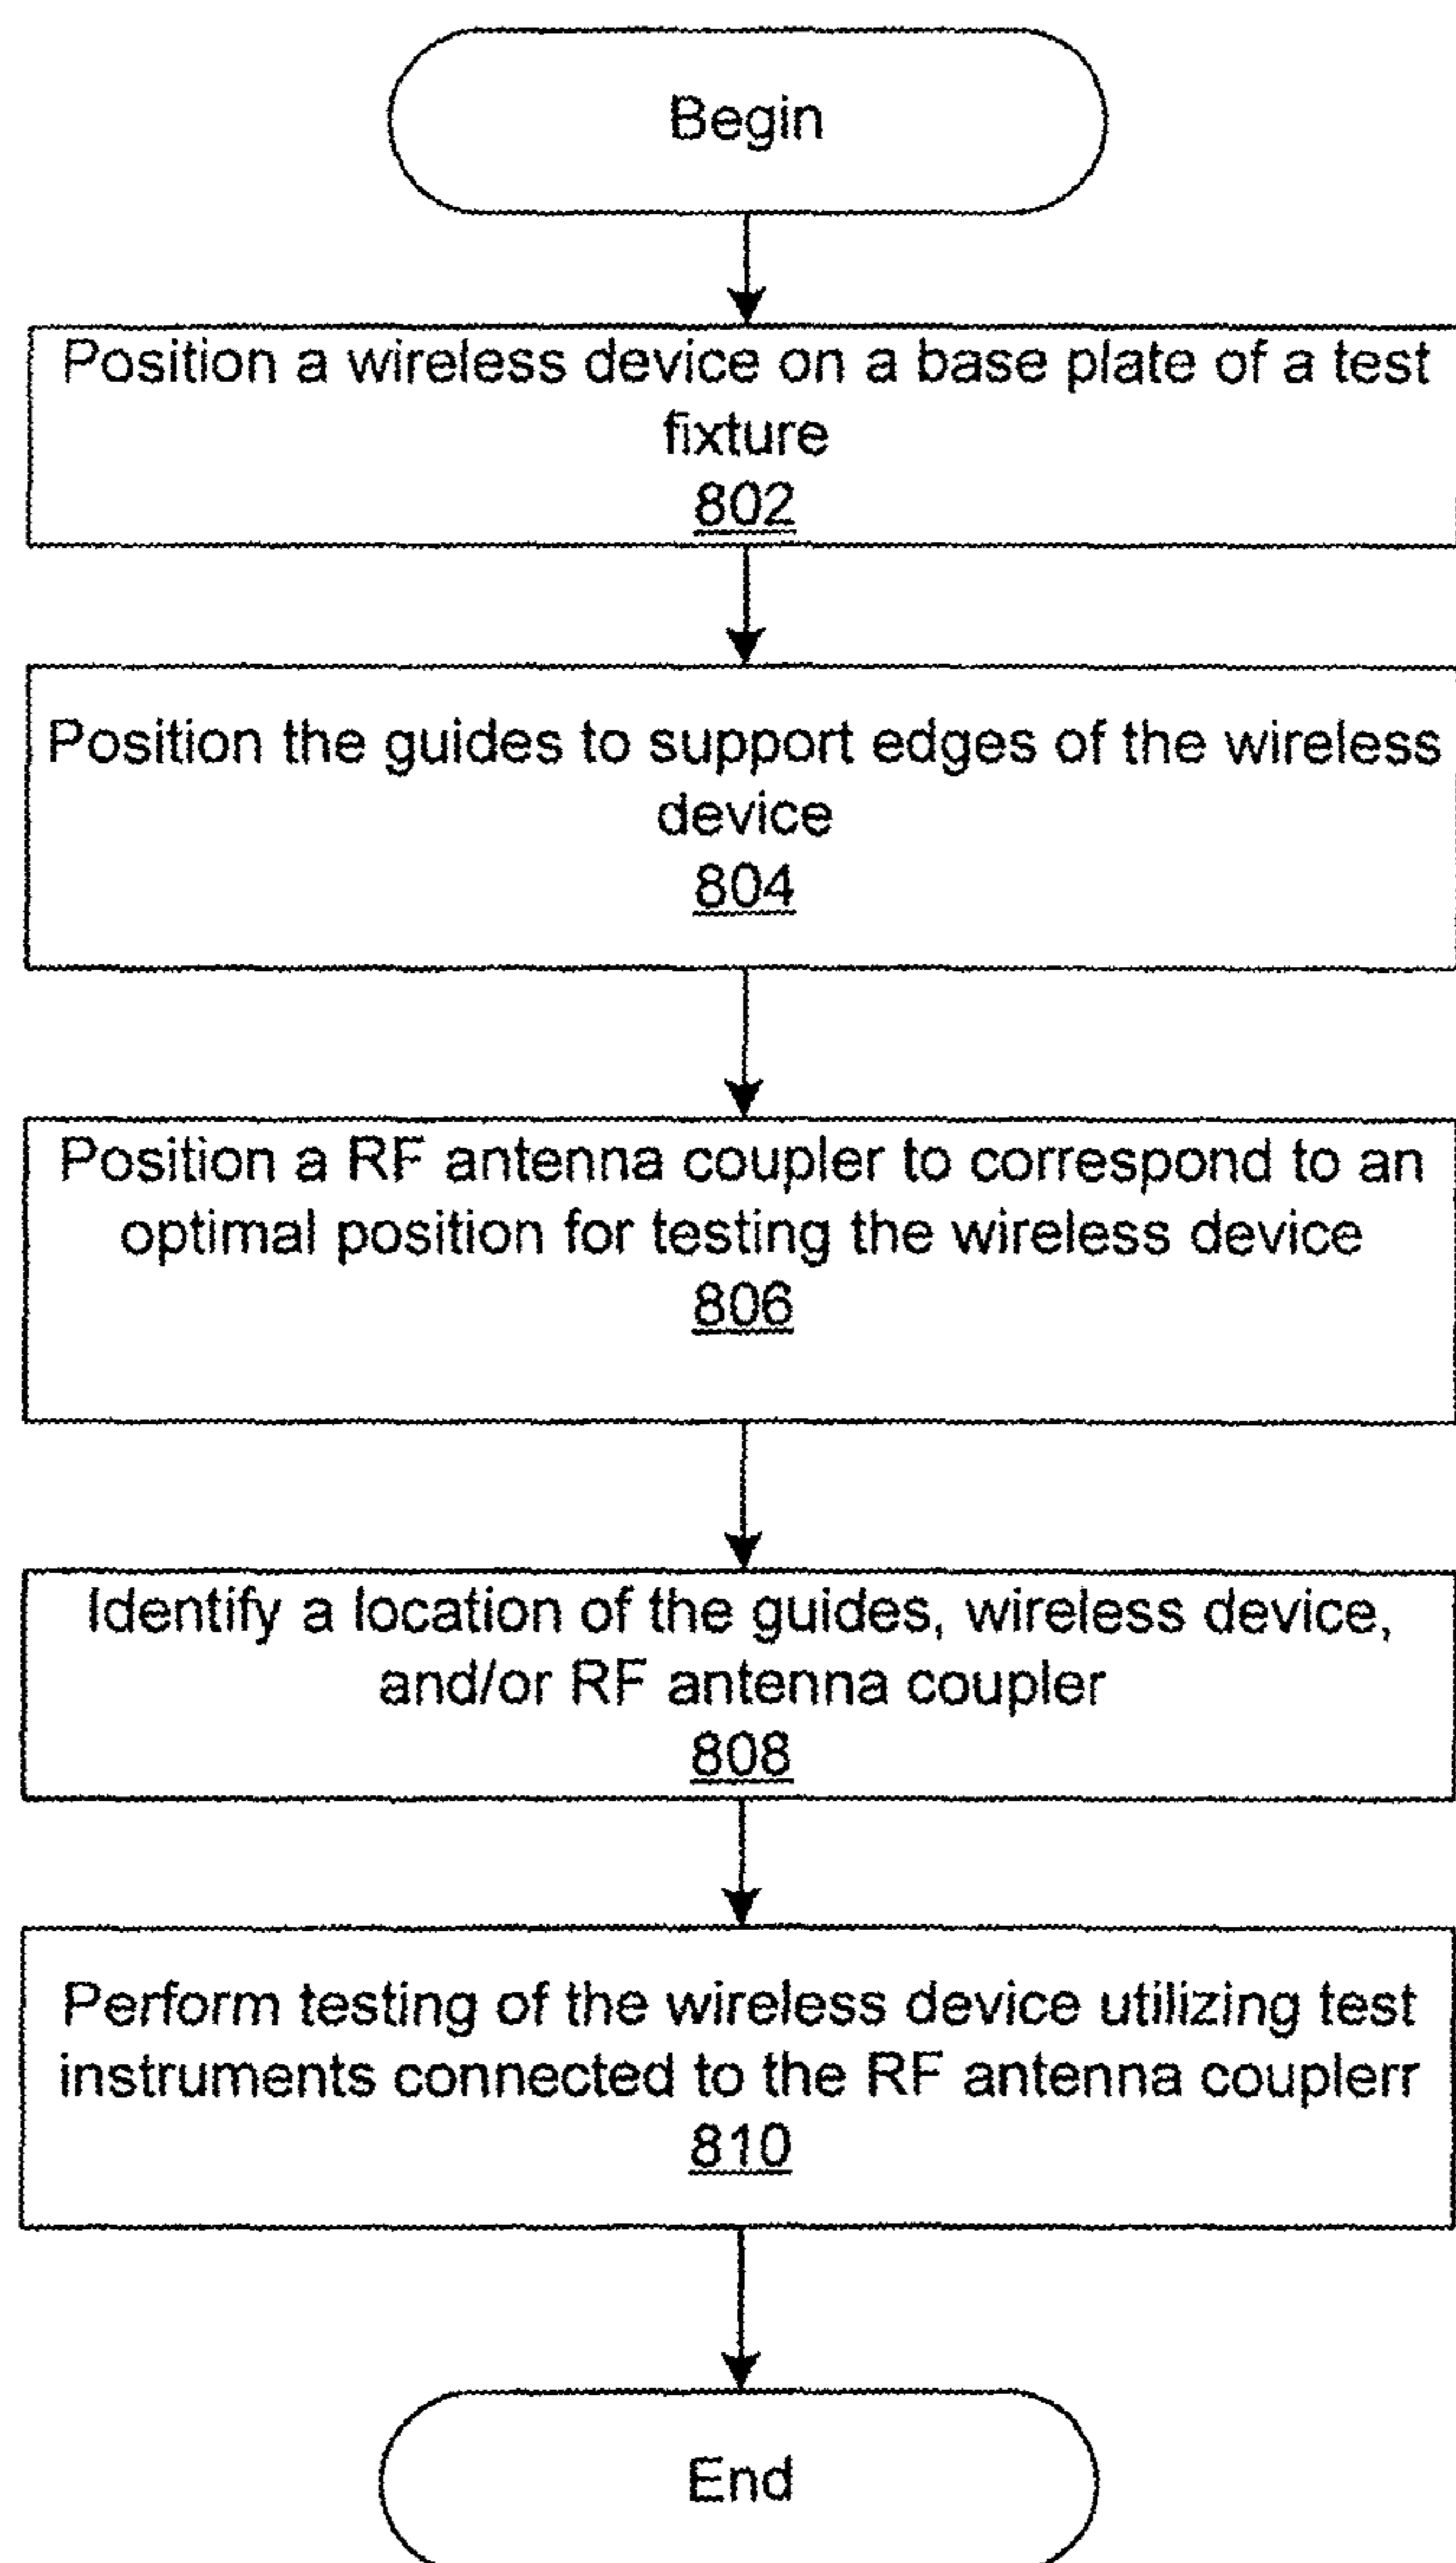 Begin
Position a wireless device on a base plate of a test
fixture
802
Position the guides to support edges of the wireless
device
804
Position a RF antenna coupler to correspond to an
optimal position for testing the wireless device
806
Identify a location of the guides, wireless device,
and/or RF antenna coupler
808
Perform testing of the wireless device utilizing test
instruments connected to the RF antenna couplerr
810
End